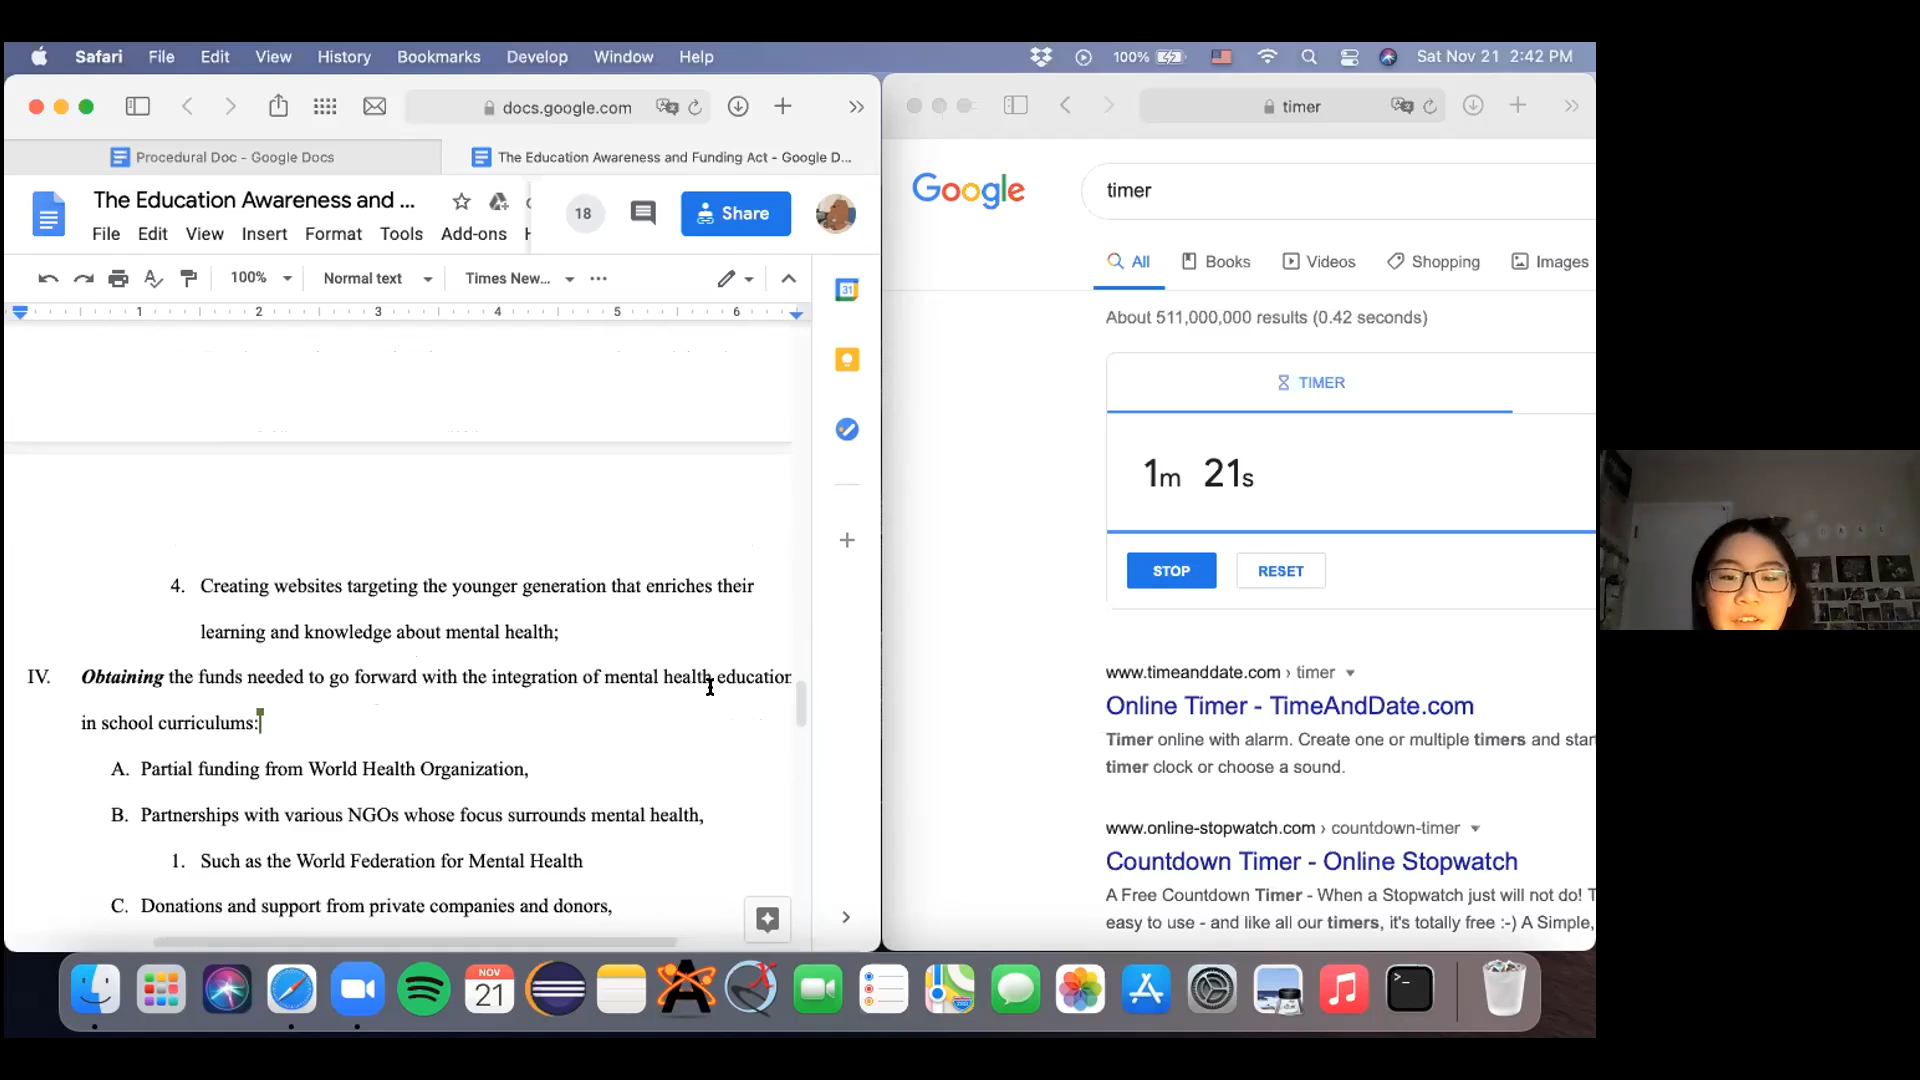 Safari File Edit View History Bookmarks Develop Window Help 100% Sat Nov 21 2:42 PM
docs.google.com
Procedural Doc - Google Docs
The Education Awareness and Funding Act - Google D...
The Education Awareness and ...
18
Share
File Edit View Insert Format Tools Add-ons
100% Normal text Times New...
1 2 3 4 5 6
31
4. Creating websites targeting the younger generation that enriches their
learning and knowledge about mental health;
IV. Obtaining the funds needed to go forward with the integration of mental health education
in school curriculums:
A. Partial funding from World Health Organization,
B. Partnerships with various NGOs whose focus surrounds mental health,
1. Such as the World Federation for Mental Health
C. Donations and support from private companies and donors,
timer
Google
timer
All Books Videos Shopping Images
About 511,000,000 results (0.42 seconds)
TIMER
1m 21s
STOP RESET
www.timeanddate.com › timer
Online Timer - TimeAndDate.com
Timer online with alarm. Create one or multiple timers and start
timer clock or choose a sound.
www.online-stopwatch.com › countdown-timer
Countdown Timer - Online Stopwatch
A Free Countdown Timer - When a Stopwatch just will not do! T
easy to use - and like all our timers, it's totally free :-) A Simple,
NOV
21